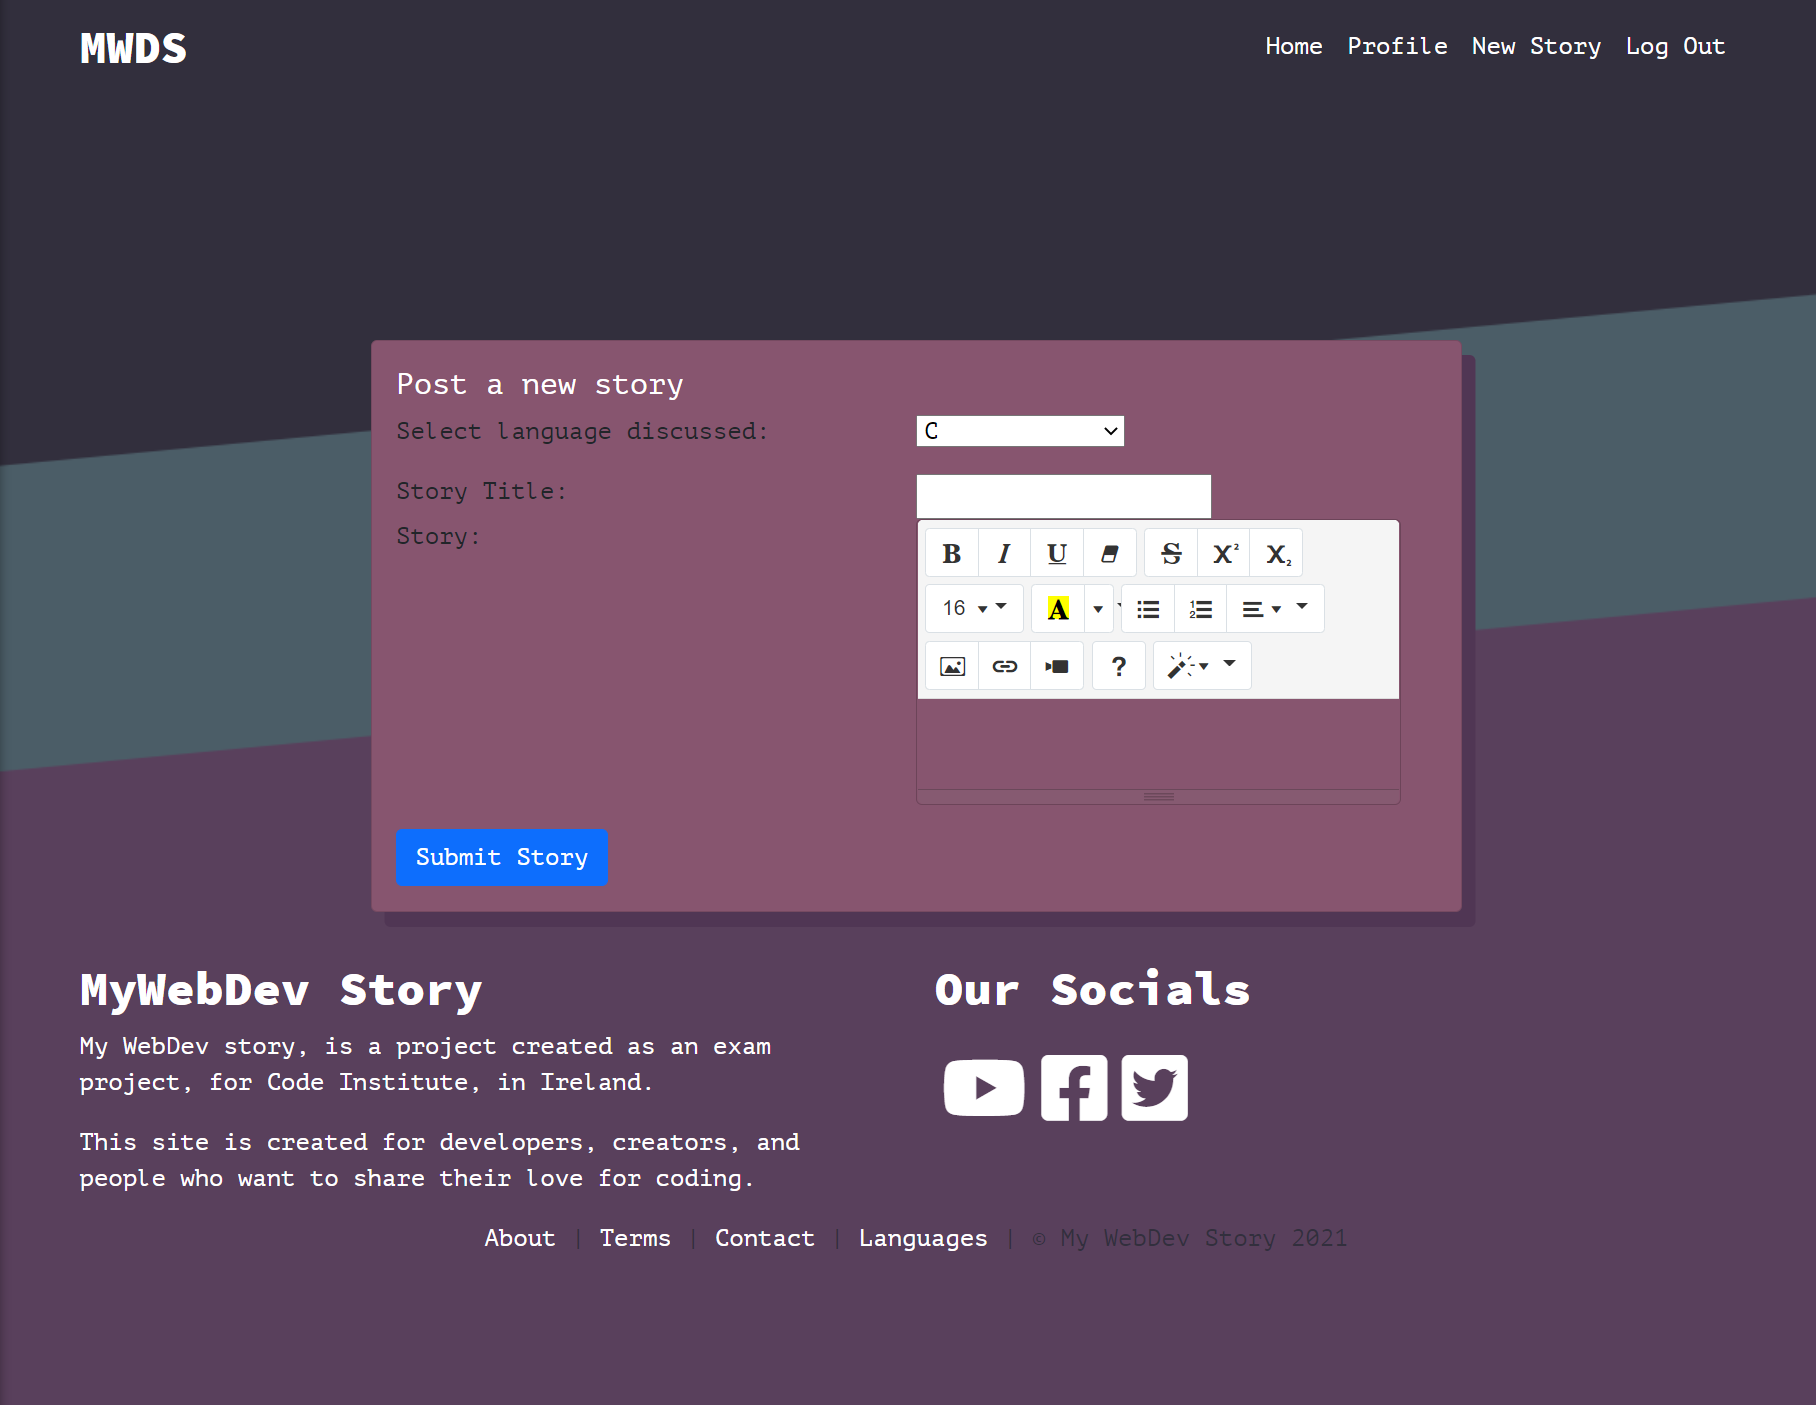 MWDS
Home Profile New Story Log Out
Post a new story
Select language discussed:
C
Story Title:
Story:
B I U S X² X₂
16 A
?
Submit Story
MyWebDev Story
Our Socials
My WebDev story, is a project created as an exam
project, for Code Institute, in Ireland.
This site is created for developers, creators, and
people who want to share their love for coding.
About | Terms | Contact | Languages | © My WebDev Story 2021